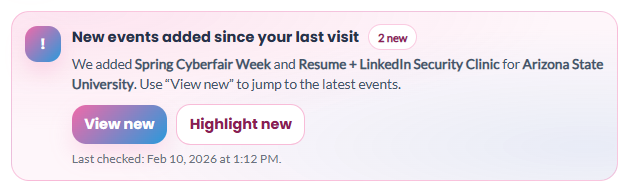 !
New events added since your last visit 2 new
We added Spring Cyberfair Week and Resume + LinkedIn Security Clinic for Arizona State
University. Use “View new” to jump to the latest events.
View new Highlight new
Last checked: Feb 10, 2026 at 1:12 PM.